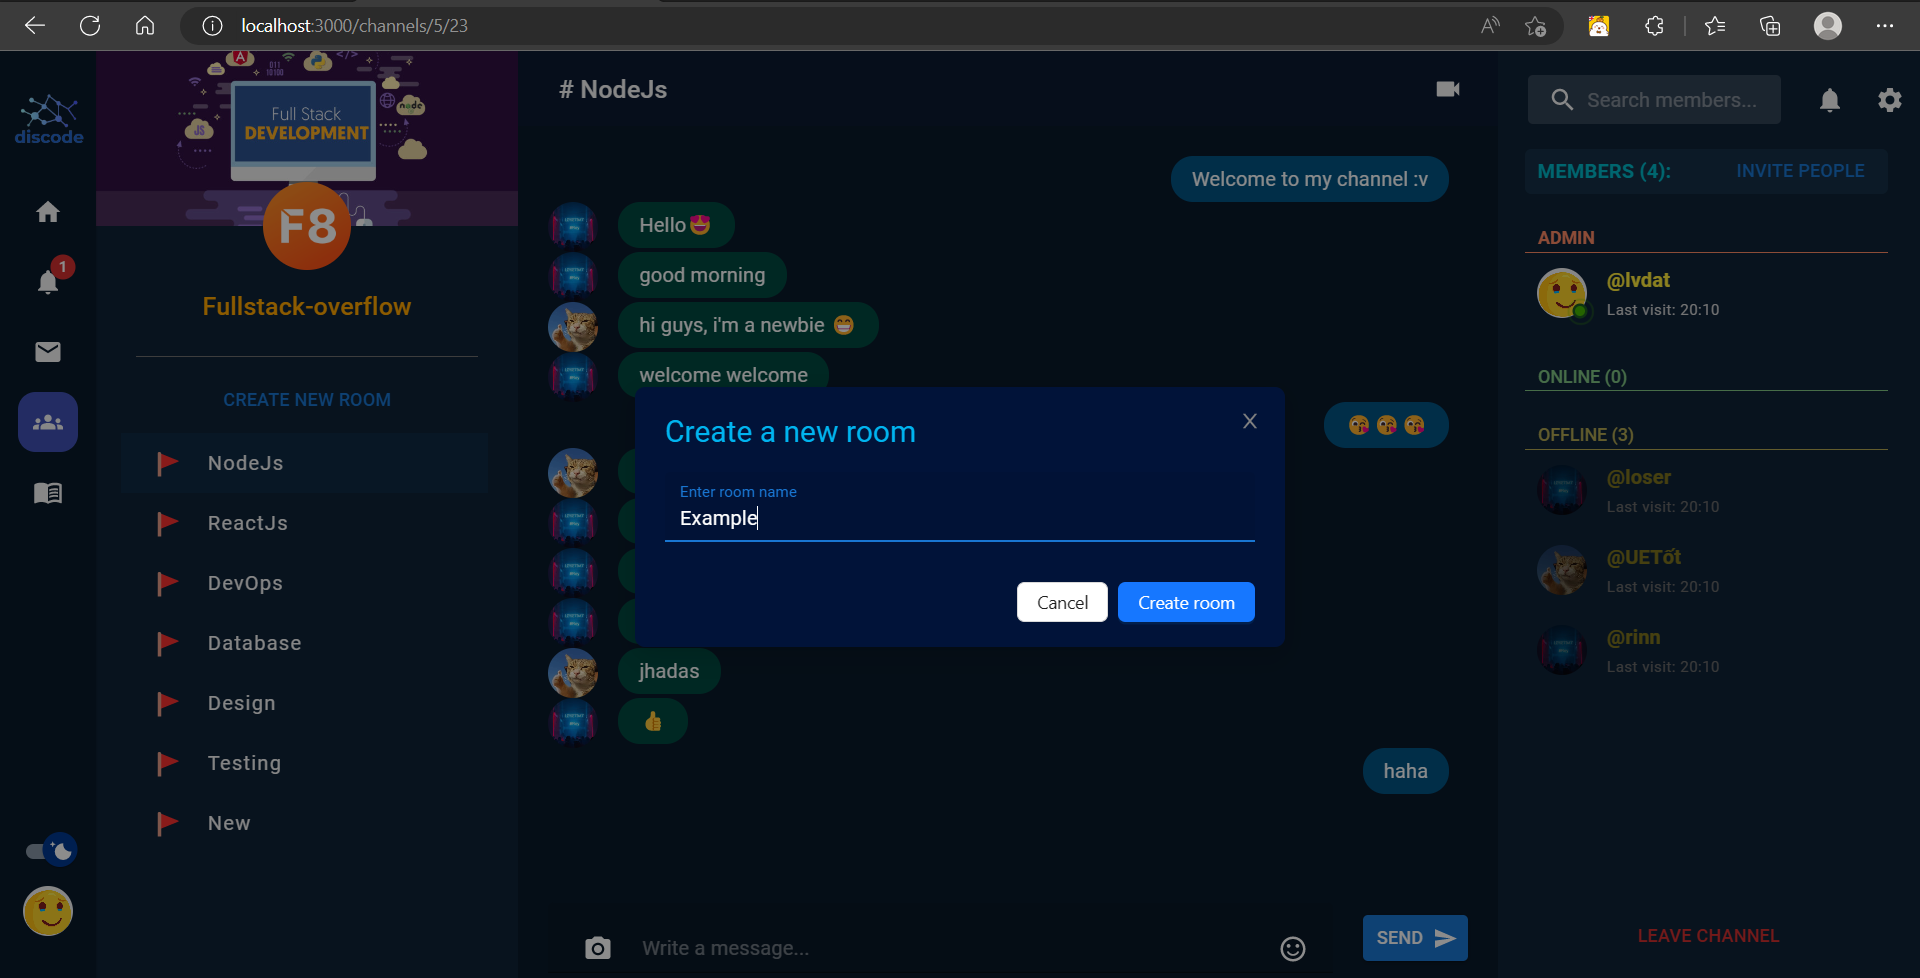 localhost:3000/channels/5/23
discode
1
Full Stack
DEVELOPMENT
JS
node
A
</>
F8
Fullstack-overflow
CREATE NEW ROOM
NodeJs
ReactJs
DevOps
Database
Design
Testing
New
# NodeJs
Welcome to my channel :v
Hello😍
good morning
hi guys, i'm a newbie 😁
welcome welcome
😘 😘 😘
Create a new room
X
Enter room name
Example
Cancel
Create room
jhadas
👍
haha
Write a message...
SEND
Search members...
MEMBERS (4):
INVITE PEOPLE
ADMIN
@lvdat
Last visit: 20:10
ONLINE (0)
OFFLINE (3)
@loser
Last visit: 20:10
@UETốt
Last visit: 20:10
@rinn
Last visit: 20:10
LEAVE CHANNEL